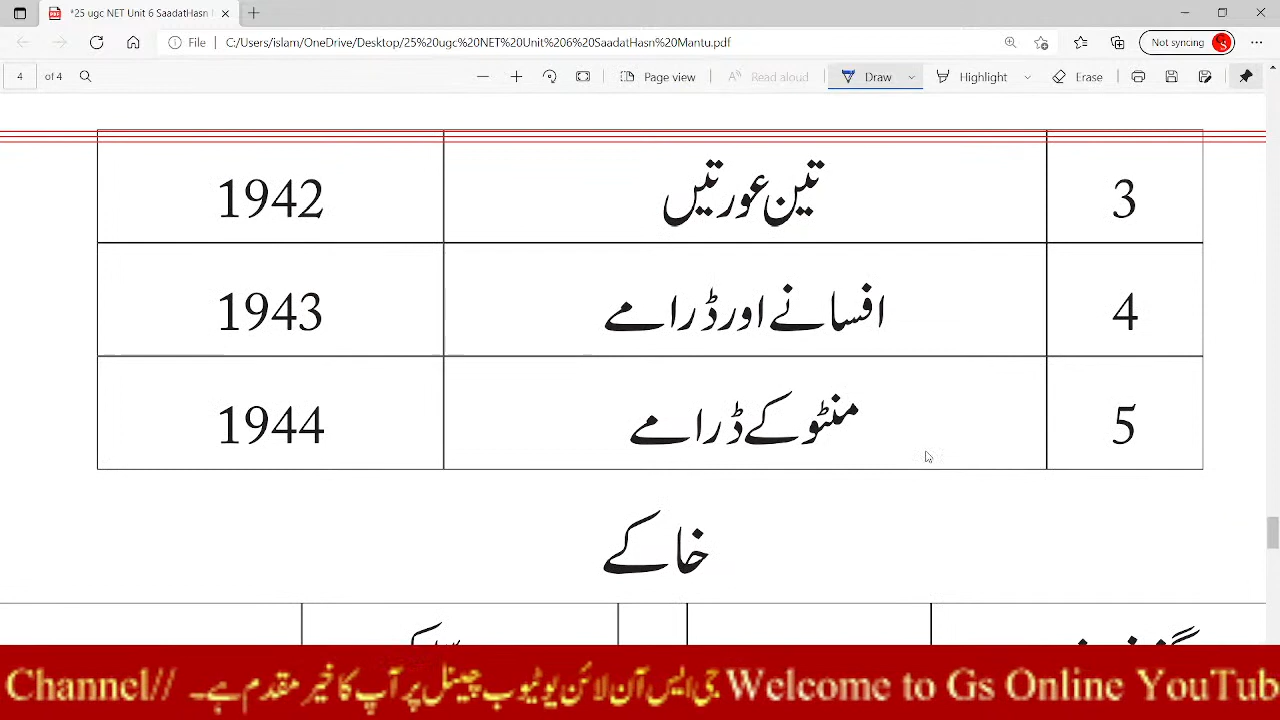 *25 ugc NET Unit 6 SaadatHasn
File C:/Users/islam/OneDrive/Desktop/25%20ugc%20NET%20Unit%206%20SaadatHasn%20Mantu.pdf Not syncing
4 of 4 Page view Read aloud Draw Highlight Erase
3 تین عورتیں 1942
4 افسانے اور ڈرامے 1943
5 منٹو کے ڈرامے 1944
خاکے
Channel// جی ایس آن لائن یوٹیوب چینل پر آپ کا خیر مقدم ہے۔ Welcome to Gs Online YouTub